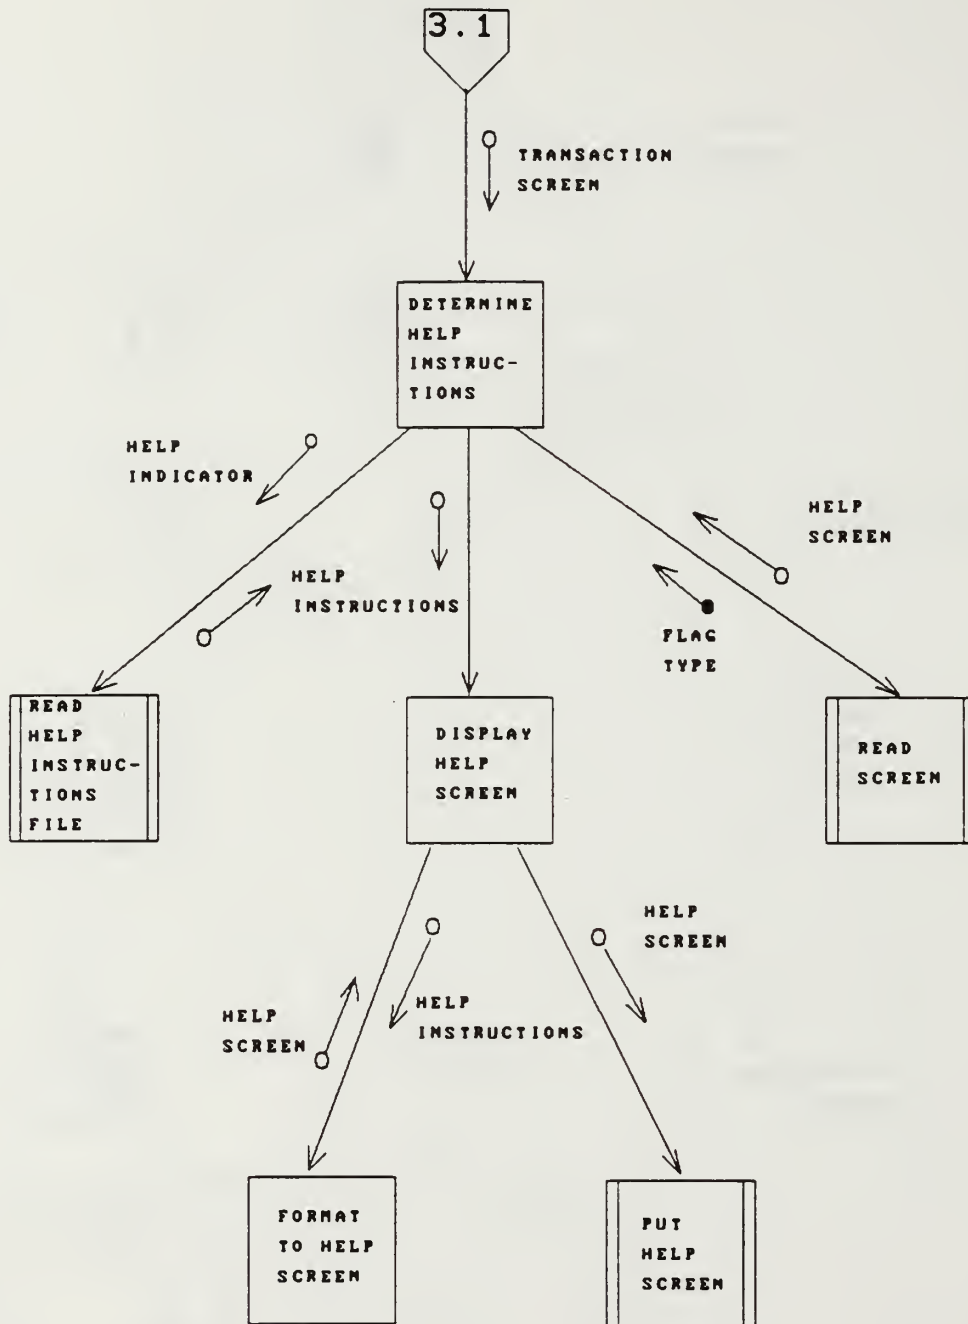 3.1
TRANSACTION
SCREEN
DETERMINE
HELP
INSTRUC-
TIONS
HELP
INDICATOR
HELP
INSTRUCTIONS
HELP
SCREEN
FLAG
TYPE
READ
HELP
INSTRUC-
TIONS
FILE
DISPLAY
HELP
SCREEN
READ
SCREEN
HELP
SCREEN
HELP
INSTRUCTIONS
HELP
SCREEN
FORMAT
TO HELP
SCREEN
PUT
HELP
SCREEN